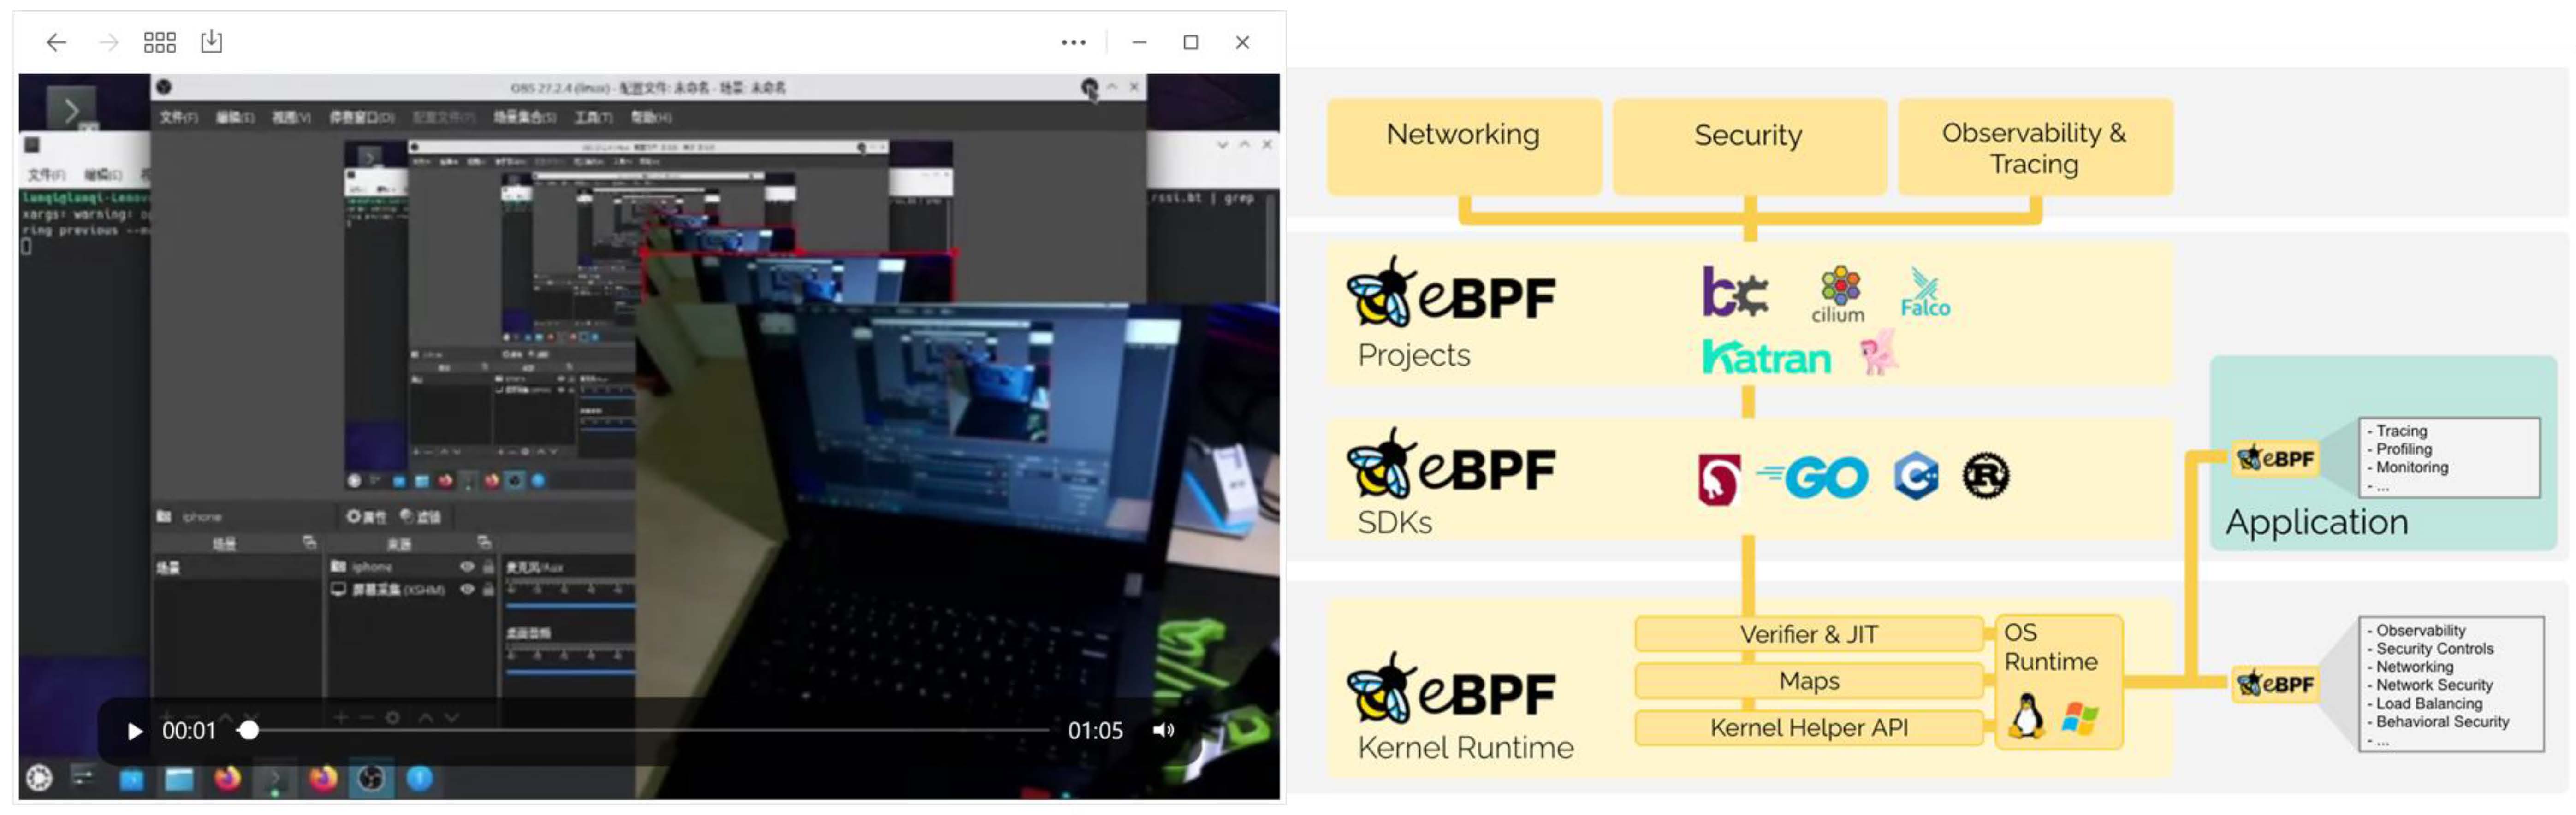 OBS 27.2.4 (linux) - 配置文件: 未命名 - 场景: 未命名
文件(F) 编辑(E) 视图(V) 停靠窗口(D) 配置文件(P) 场景集合(S) 工具(T) 帮助(H)
文件(F) 编辑(E)
xargs: warning:
ring previous
rssi.bt | grep
iphone
属性 滤镜
场景 来源
场景
iphone
屏幕采集 (XSHM)
麦克风/Aux
桌面音频
00:01 01:05
Networking
Security
Observability &
Tracing
eBPF
Projects
bcc
cilium
Falco
Katran
eBPF
SDKs
GO
C++
R
eBPF
Kernel Runtime
Verifier & JIT
Maps
Kernel Helper API
OS
Runtime
eBPF
- Tracing
- Profiling
- Monitoring
- ...
Application
eBPF
- Observability
- Security Controls
- Networking
- Network Security
- Load Balancing
- Behavioral Security
- ...